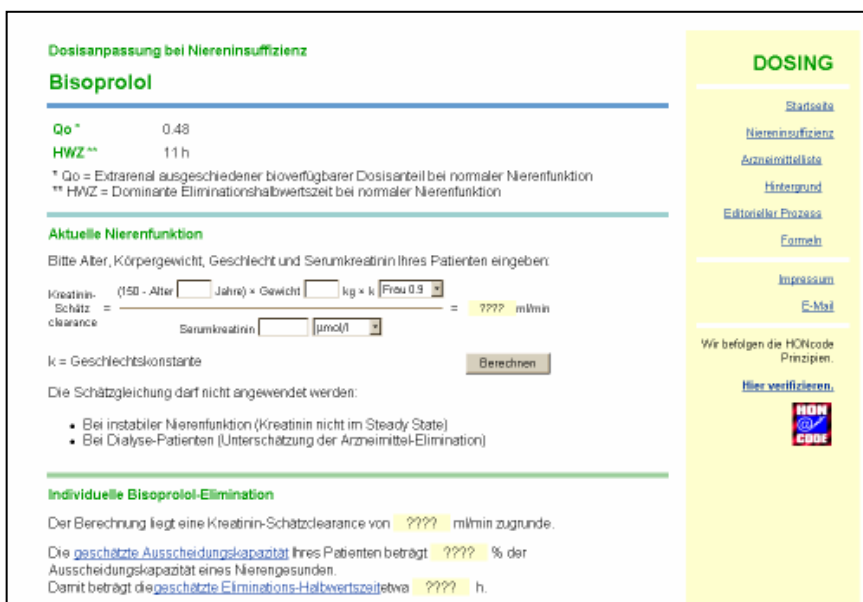 Dosisanpassung bei Niereninsuffizienz
Bisoprolol
Qo * 0.48
HWZ ** 11 h
* Qo = Extrarenal ausgeschiedener bioverfügbarer Dosisanteil bei normaler Nierenfunktion
** HWZ = Dominante Eliminationshalbwertszeit bei normaler Nierenfunktion
Aktuelle Nierenfunktion
Bitte Alter, Körpergewicht, Geschlecht und Serumkreatinin Ihres Patienten eingeben:
Kreatinin-
Schätz
clearance
=
(150 - Alter Jahre) × Gewicht kg × k Frau 0.9
Serumkreatinin µmol/l
= ???? ml/min
k = Geschlechtskonstante
Berechnen
Die Schätzgleichung darf nicht angewendet werden:
• Bei instabiler Nierenfunktion (Kreatinin nicht im Steady State)
• Bei Dialyse-Patienten (Unterschätzung der Arzneimittel-Elimination)
Individuelle Bisoprolol-Elimination
Der Berechnung liegt eine Kreatinin-Schätzclearance von ???? ml/min zugrunde.
Die geschätzte Ausscheidungskapazität Ihres Patienten beträgt ???? % der
Ausscheidungskapazität eines Nierengesunden.
Damit beträgt die geschätzte Eliminations-Halbwertszeit etwa ???? h.
DOSING
Startseite
Niereninsuffizienz
Arzneimittelliste
Hintergrund
Editorieller Prozess
Formeln
Impressum
E-Mail
Wir befolgen die HONcode
Prinzipien.
Hier verifizieren.
HON
@
CODE